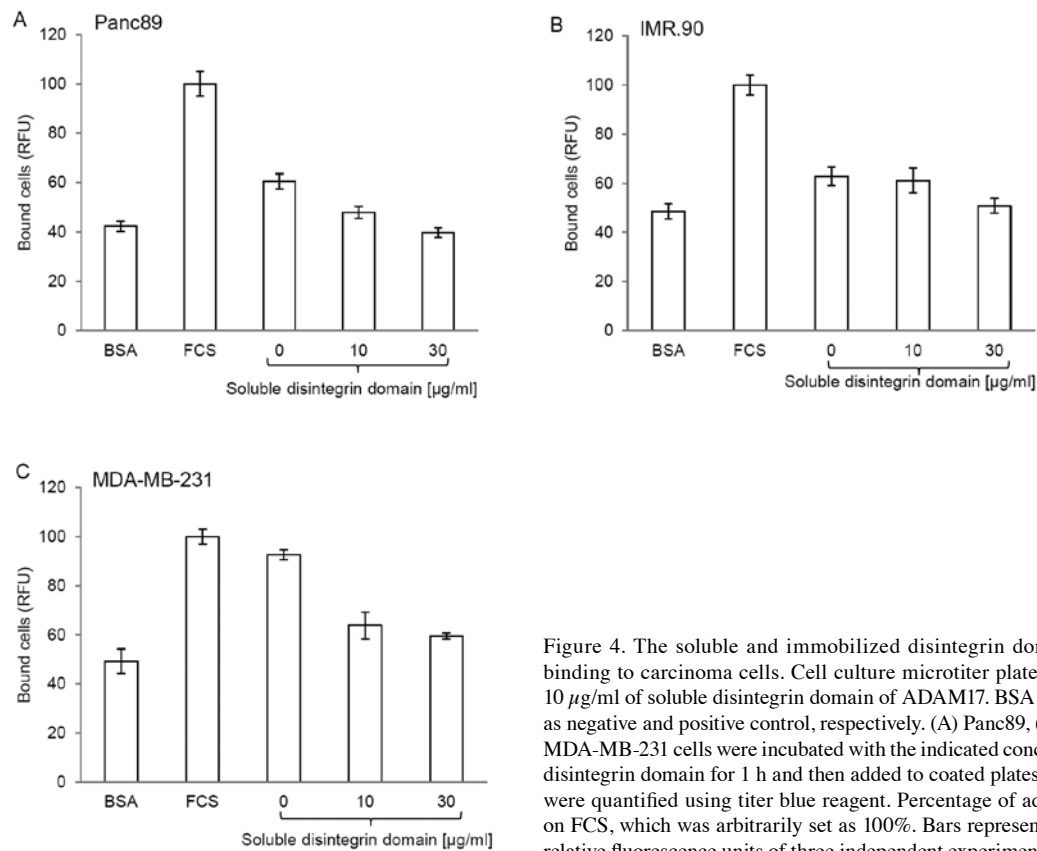 A
Panc89
120
100
80
60
40
20
0
Bound cells (RFU)
BSA FCS 0 10 30
Soluble disintegrin domain [µg/ml]
B
IMR.90
120
100
80
60
40
20
0
Bound cells (RFU)
BSA FCS 0 10 30
Soluble disintegrin domain [µg/ml]
C
MDA-MB-231
120
100
80
60
40
20
0
Bound cells (RFU)
BSA FCS 0 10 30
Soluble disintegrin domain [µg/ml]
Figure 4. The soluble and immobilized disintegrin
binding to carcinoma cells. Cell culture microtiter
10 µg/ml of soluble disintegrin domain of ADAM17. BSA
as negative and positive control, respectively. (A) Panc89,
MDA-MB-231 cells were incubated with the indicated
disintegrin domain for 1 h and then added to coated plates
were quantified using titer blue reagent. Percentage of
on FCS, which was arbitrarily set as 100%. Bars
relative fluorescence units of three independent